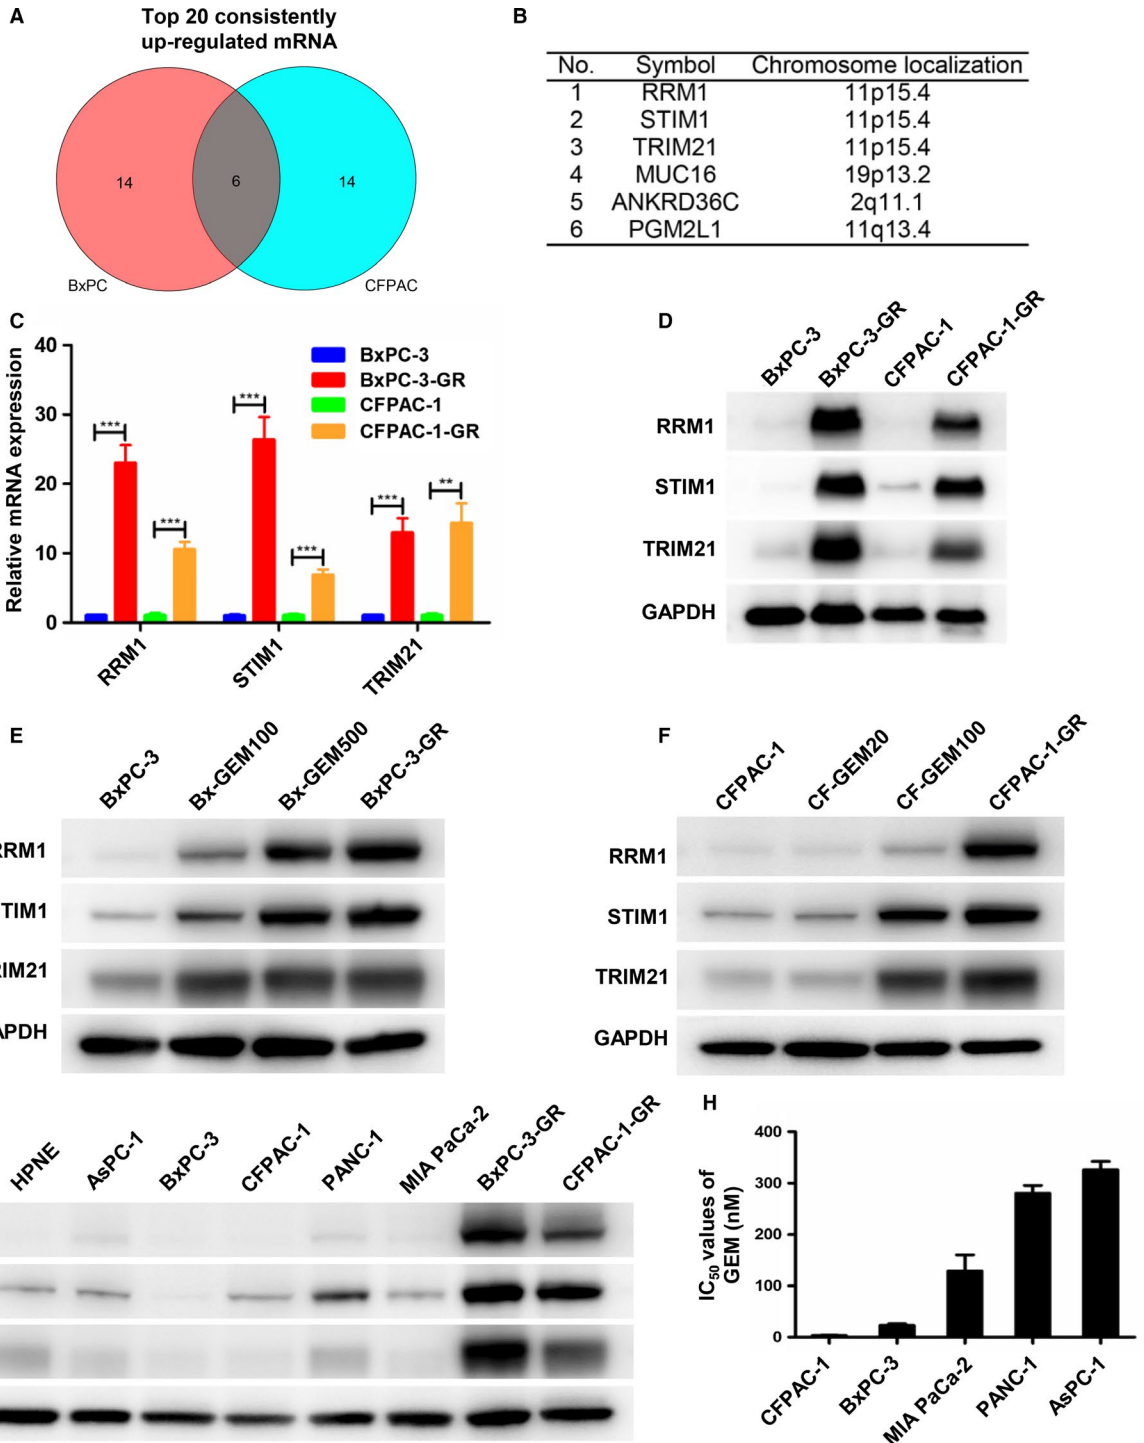 A
Top 20 consistently
up-regulated mRNA
14
6
14
BxPC
CFPAC
B
No. Symbol Chromosome localization
1 RRM1 11p15.4
2 STIM1 11p15.4
3 TRIM21 11p15.4
4 MUC16 19p13.2
5 ANKRD36C 2q11.1
6 PGM2L1 11q13.4
C
Relative mRNA expression
40
30
20
10
0
BxPC-3
BxPC-3-GR
CFPAC-1
CFPAC-1-GR
***
***
***
***
***
**
RRM1
STIM1
TRIM21
D
BxPC-3
BxPC-3-GR
CFPAC-1
CFPAC-1-GR
RRM1
STIM1
TRIM21
GAPDH
E
BxPC-3
Bx-GEM100
Bx-GEM500
BxPC-3-GR
RRM1
TIM1
RIM21
APDH
F
CFPAC-1
CF-GEM20
CF-GEM100
CFPAC-1-GR
RRM1
STIM1
TRIM21
GAPDH
HPNE
AsPC-1
BxPC-3
CFPAC-1
PANC-1
MIA PaCa-2
BxPC-3-GR
CFPAC-1-GR
H
IC50 values of
GEM (nM)
400
300
200
100
0
CFPAC-1
BxPC-3
MIA PaCa-2
PANC-1
AsPC-1